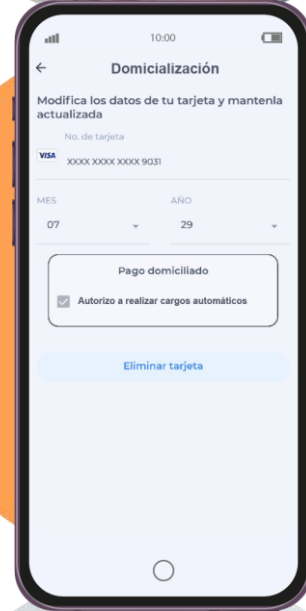 10:00
Domicialización
Modifica los datos de tu tarjeta y mantenla
actualizada
No. de tarjeta
VISA XXXX XXXX XXXX 9031
MES AÑO
07 29
Pago domiciliado
Autorizo a realizar cargos automáticos
Eliminar tarjeta